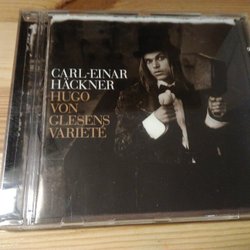 CARL-EINAR
HÄCKNER
HUGO
VON
GLESENS
VARIETÉ